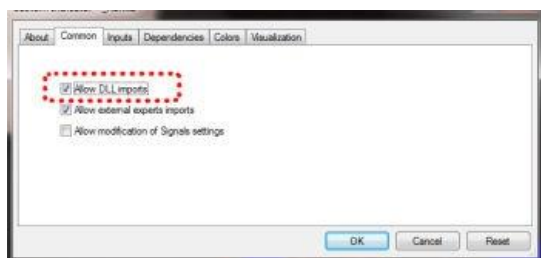 About Common Inputs Dependencies Colors Visualization
Allow DLL imports
Allow external experts imports
Allow modification of Signals settings
OK Cancel Reset